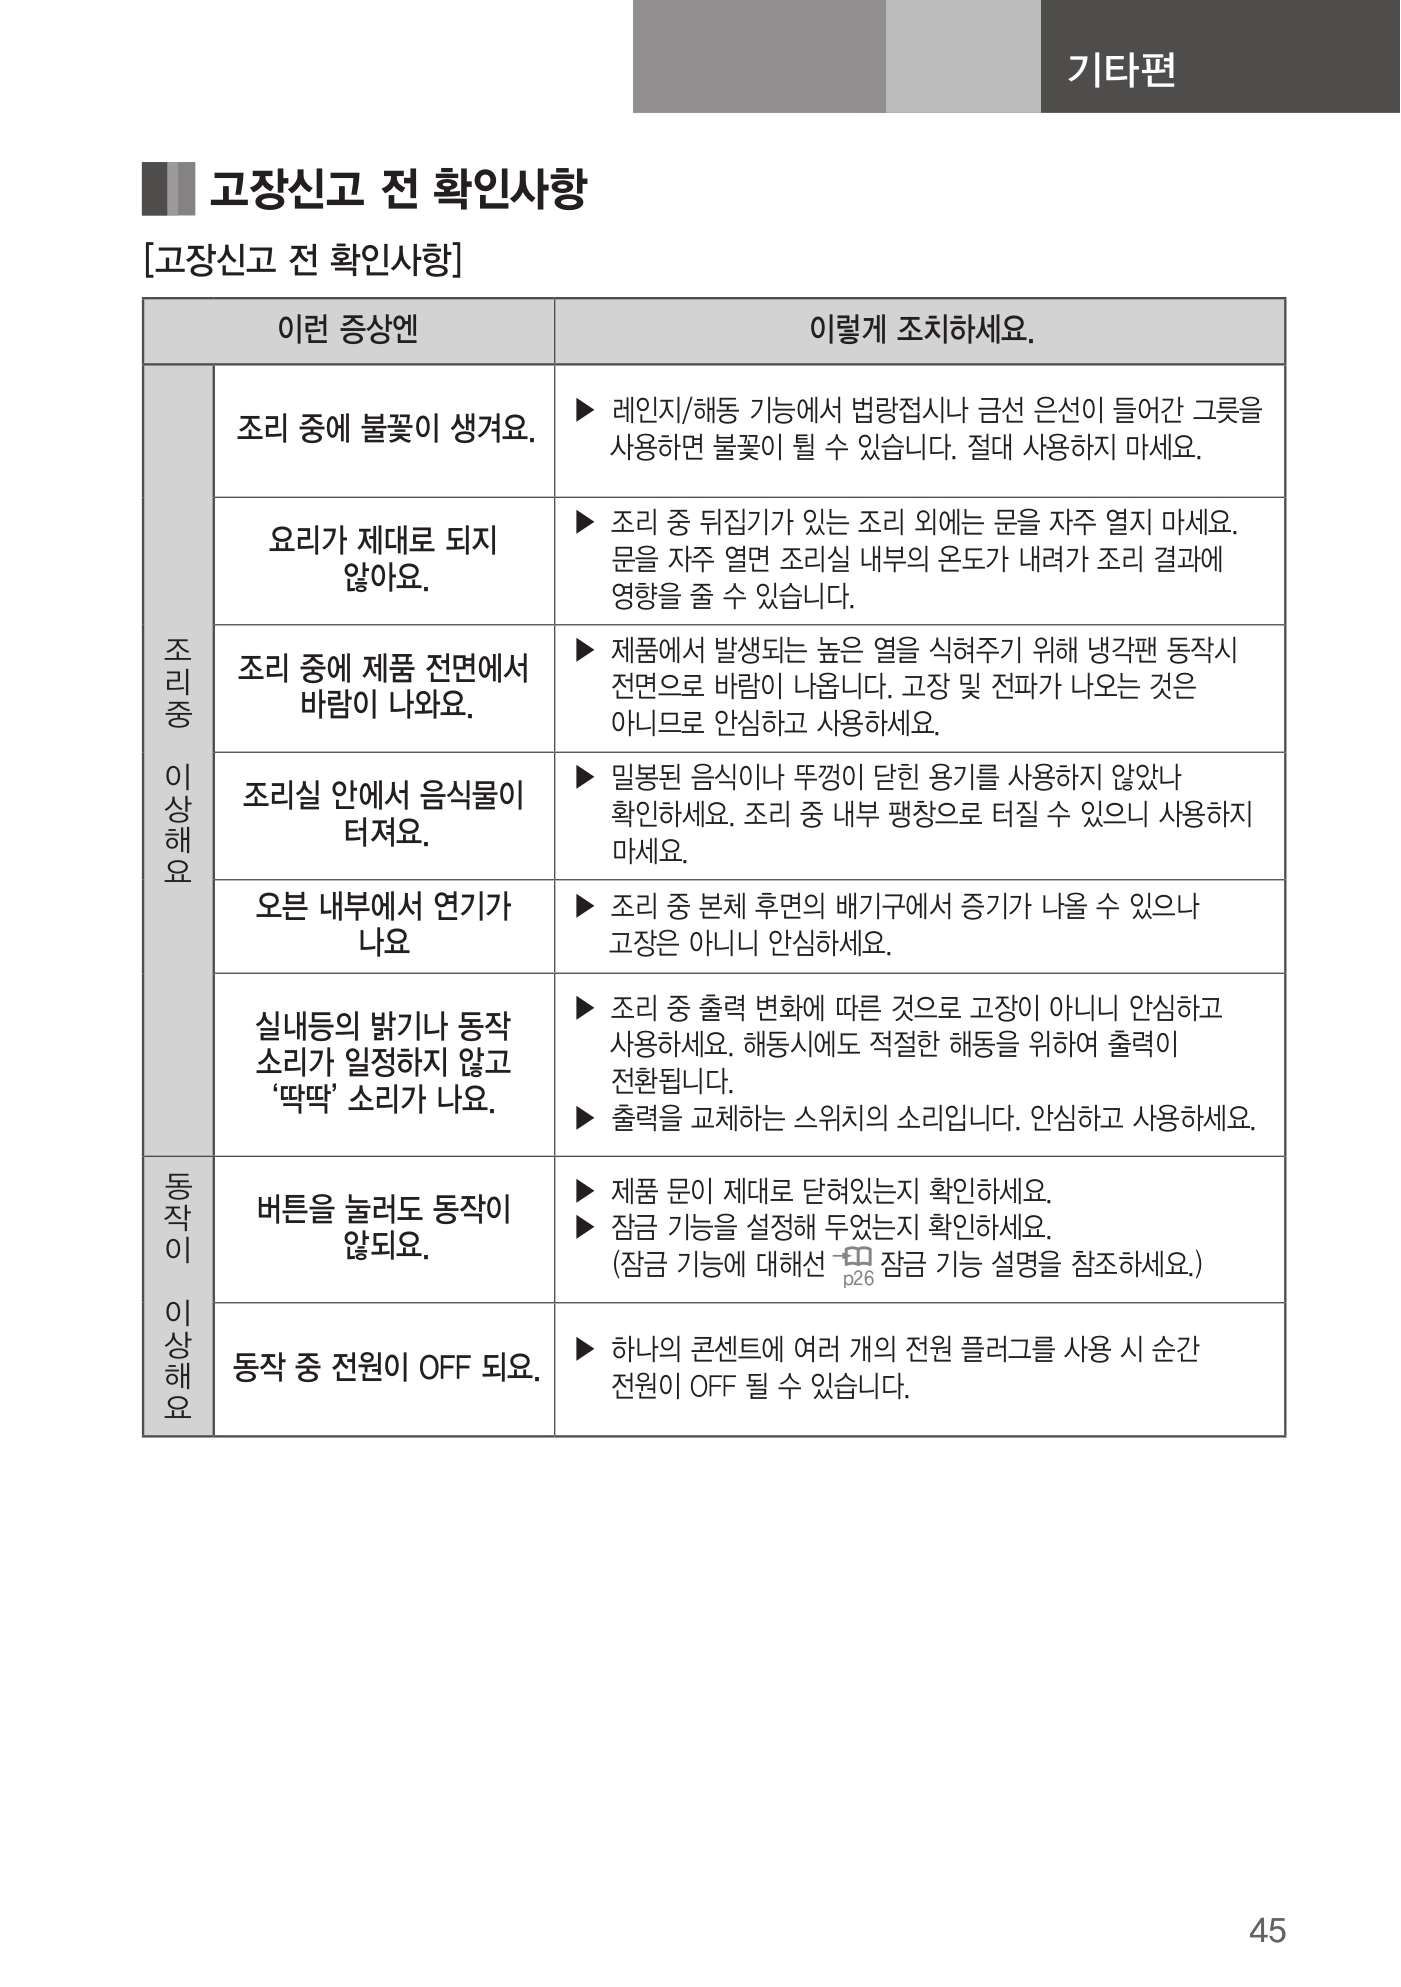 기타편
고장신고 전 확인사항
[고장신고 전 확인사항]
이런 증상엔
이렇게 조치하세요.
조리중 이상해요
조리 중에 불꽃이 생겨요.
▶ 레인지/해동 기능에서 법랑접시나 금선 은선이 들어간 그릇을
사용하면 불꽃이 튈 수 있습니다. 절대 사용하지 마세요.
요리가 제대로 되지
않아요.
▶ 조리 중 뒤집기가 있는 조리 외에는 문을 자주 열지 마세요.
문을 자주 열면 조리실 내부의 온도가 내려가 조리 결과에
영향을 줄 수 있습니다.
조리 중에 제품 전면에서
바람이 나와요.
▶ 제품에서 발생되는 높은 열을 식혀주기 위해 냉각팬 동작시
전면으로 바람이 나옵니다. 고장 및 전파가 나오는 것은
아니므로 안심하고 사용하세요.
조리실 안에서 음식물이
터져요.
▶ 밀봉된 음식이나 뚜껑이 닫힌 용기를 사용하지 않았나
확인하세요. 조리 중 내부 팽창으로 터질 수 있으니 사용하지
마세요.
오븐 내부에서 연기가
나요
▶ 조리 중 본체 후면의 배기구에서 증기가 나올 수 있으나
고장은 아니니 안심하세요.
실내등의 밝기나 동작
소리가 일정하지 않고
‘딱딱’ 소리가 나요.
▶ 조리 중 출력 변화에 따른 것으로 고장이 아니니 안심하고
사용하세요. 해동시에도 적절한 해동을 위하여 출력이
전환됩니다.
▶ 출력을 교체하는 스위치의 소리입니다. 안심하고 사용하세요.
동작이 이상해요
버튼을 눌러도 동작이
않되요.
▶ 제품 문이 제대로 닫혀있는지 확인하세요.
▶ 잠금 기능을 설정해 두었는지 확인하세요.
(잠금 기능에 대해선 p26 잠금 기능 설명을 참조하세요.)
동작 중 전원이 OFF 되요.
▶ 하나의 콘센트에 여러 개의 전원 플러그를 사용 시 순간
전원이 OFF 될 수 있습니다.
45